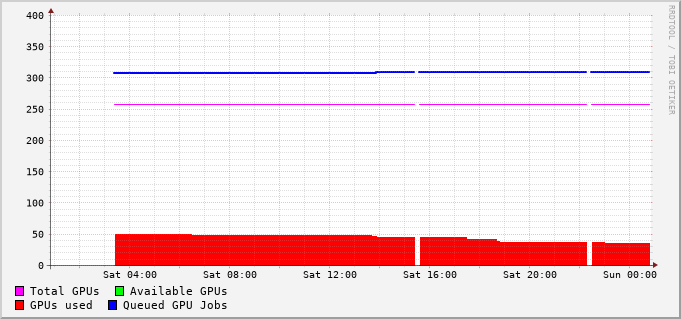 400
350
300
250
200
150
100
50
0
Sat 04:00 Sat 08:00 Sat 12:00 Sat 16:00 Sat 20:00 Sun 00:00
Total GPUs Available GPUs
GPUs used Queued GPU Jobs
RRDTOOL / TOBI OETIKER